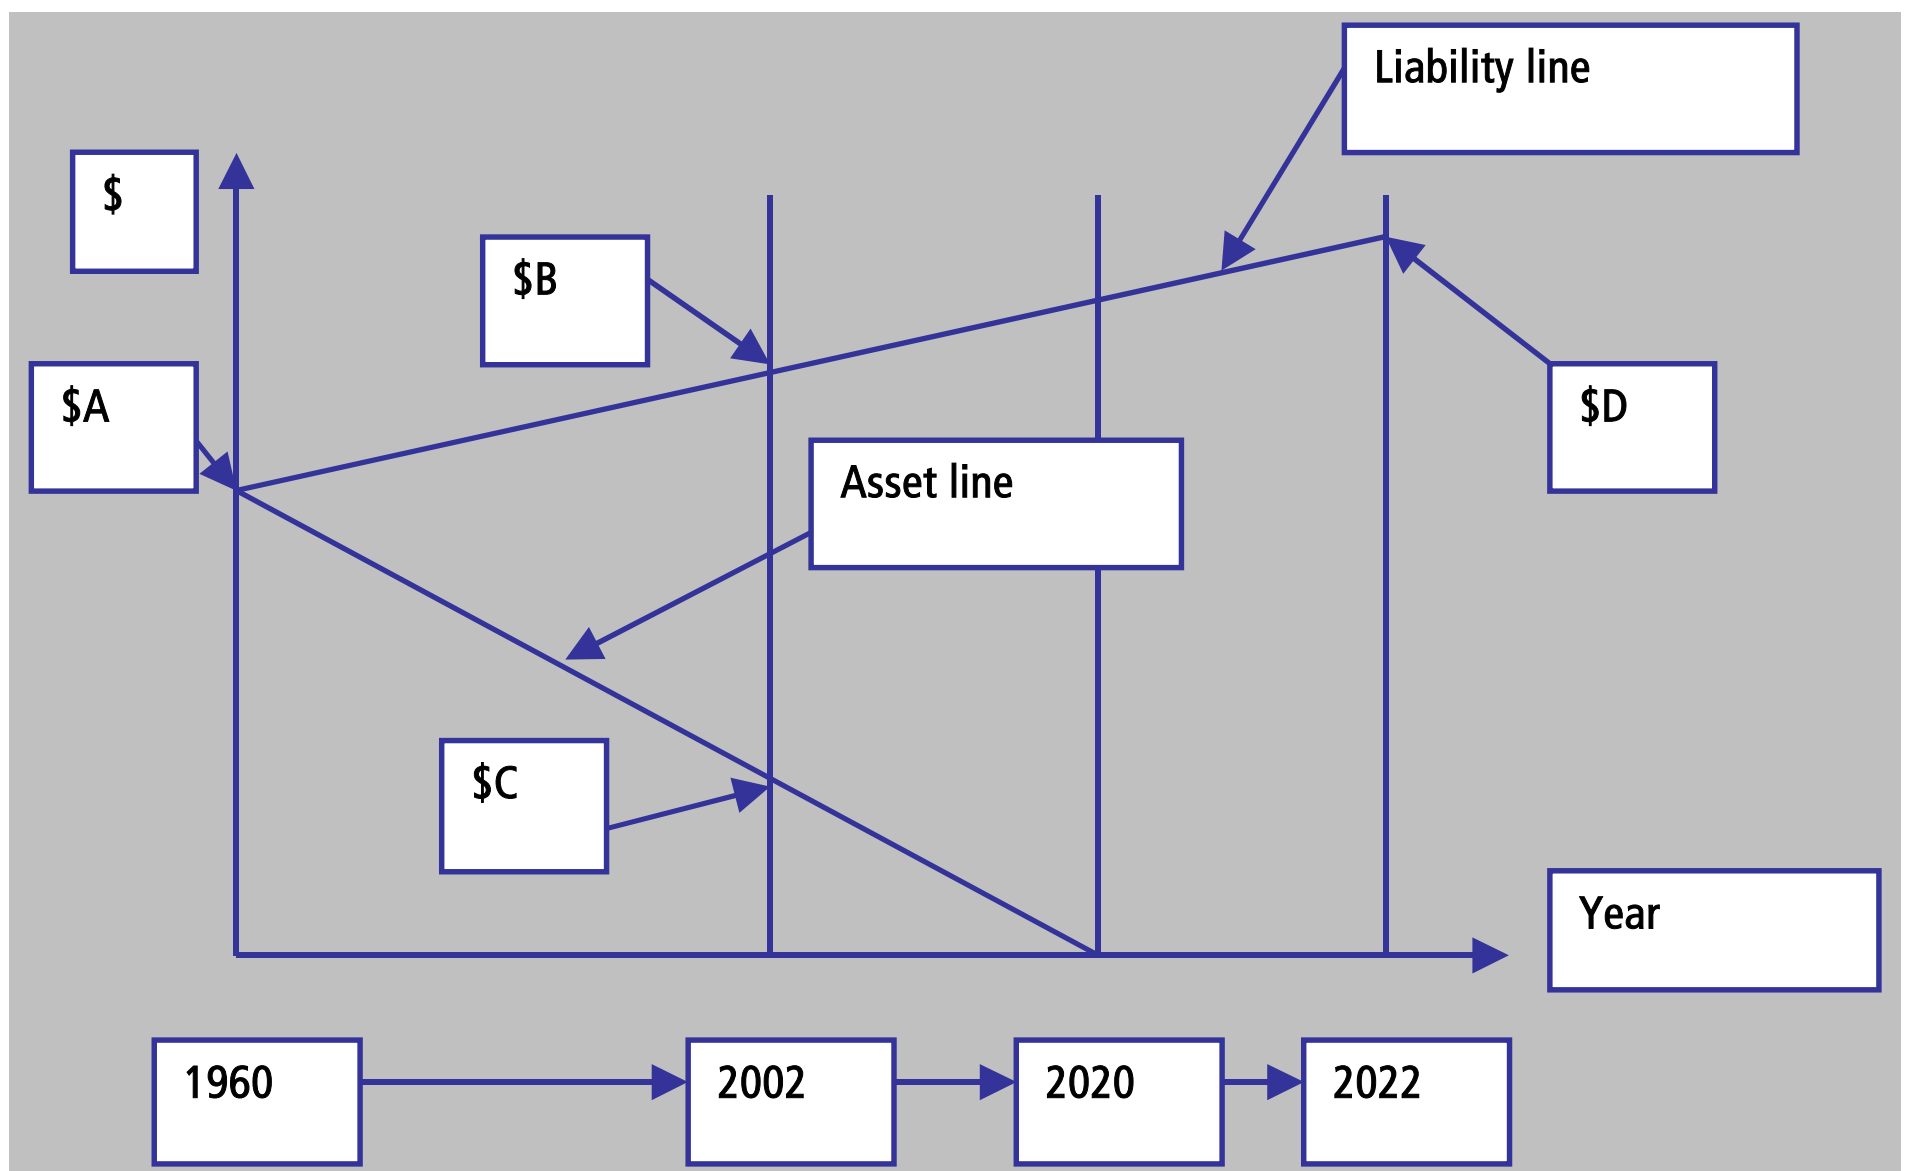 Liability line
$
$B
$A
$D
Asset line
$C
Year
1960
2002
2020
2022